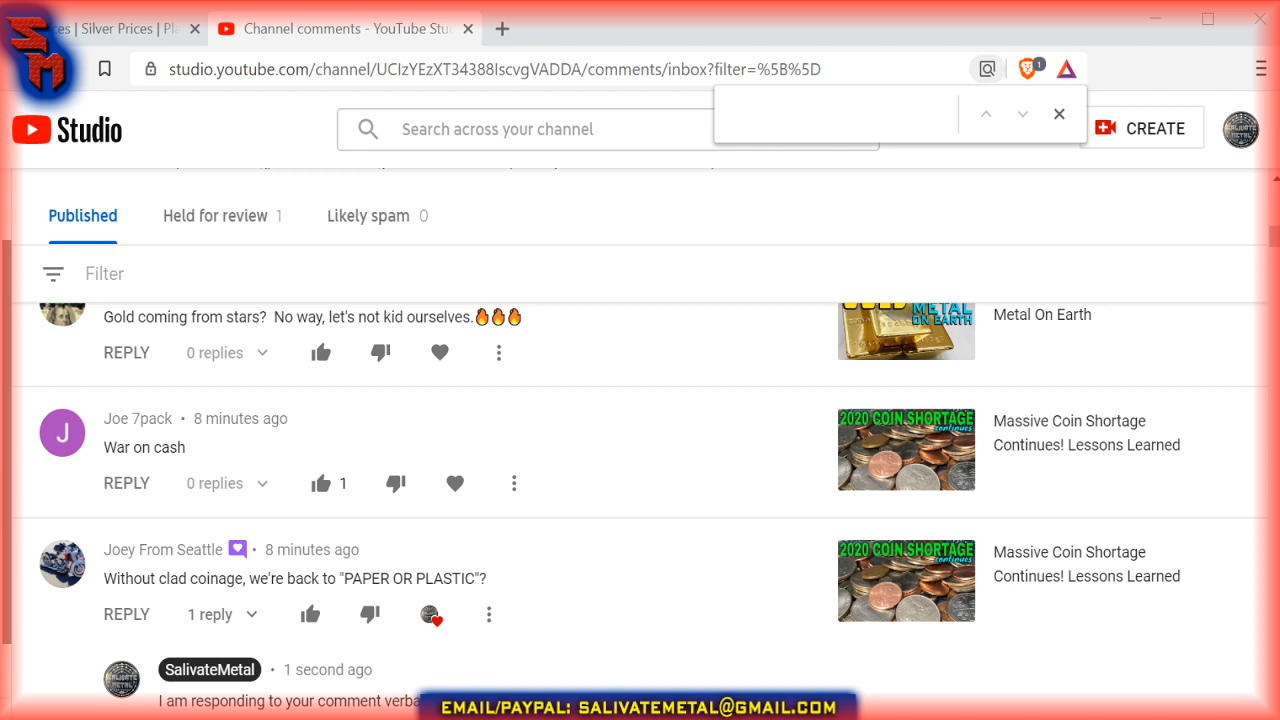 SM
es | Silver Prices | Pla
Channel comments - YouTube Stu
studio.youtube.com/channel/UCIzYEzXT34388lscvgVADDA/comments/inbox?filter=%5B%5D
1
Studio
Search across your channel
CREATE
Published
Held for review 1
Likely spam 0
Filter
Gold coming from stars? No way, let's not kid ourselves.🔥🔥🔥
METAL
ON EARTH
Metal On Earth
REPLY 0 replies
Joe 7pack • 8 minutes ago
War on cash
REPLY 0 replies 1
2020 COIN SHORTAGE
continues
Massive Coin Shortage
Continues! Lessons Learned
Joey From Seattle • 8 minutes ago
Without clad coinage, we're back to "PAPER OR PLASTIC"?
REPLY 1 reply
2020 COIN SHORTAGE
continues
Massive Coin Shortage
Continues! Lessons Learned
SalivateMetal • 1 second ago
I am responding to your comment verba
EMAIL/PAYPAL: SALIVATEMETAL@GMAIL.COM